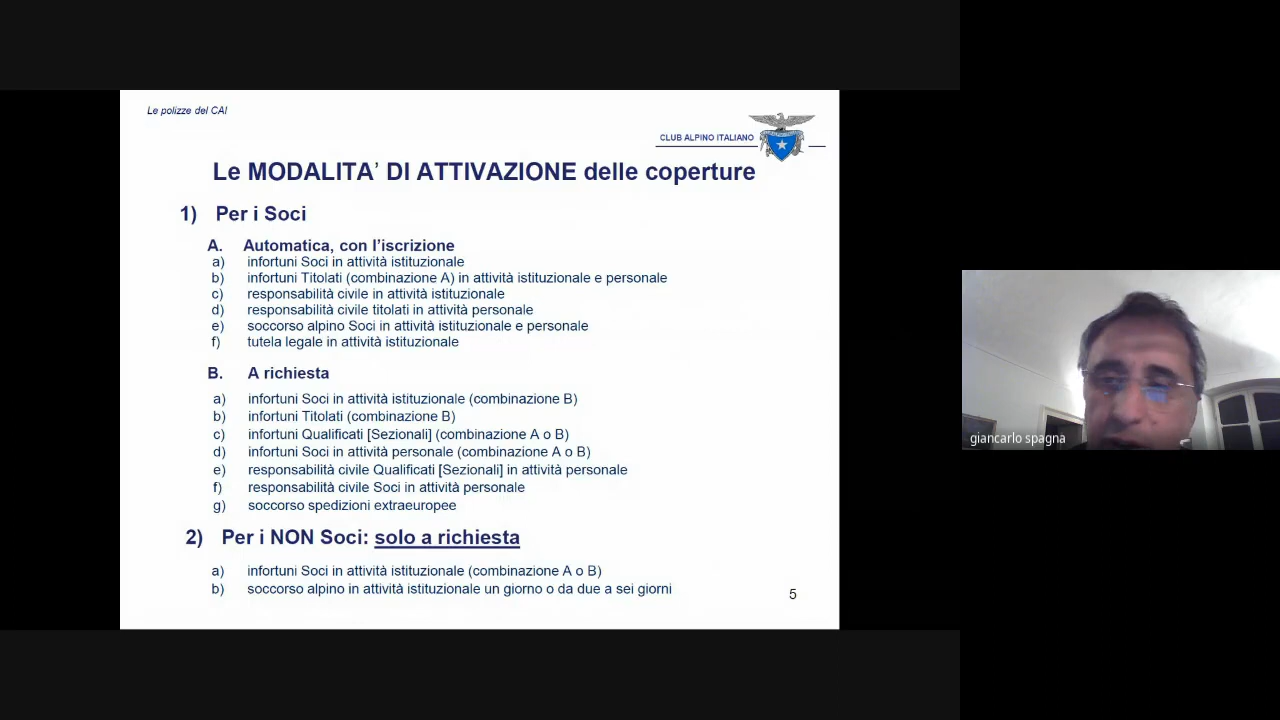 Le polizze del CAI
CLUB ALPINO ITALIANO
Le MODALITA’ DI ATTIVAZIONE delle coperture
1) Per i Soci
A. Automatica, con l’iscrizione
a) infortuni Soci in attività istituzionale
b) infortuni Titolati (combinazione A) in attività istituzionale e personale
c) responsabilità civile in attività istituzionale
d) responsabilità civile titolati in attività personale
e) soccorso alpino Soci in attività istituzionale e personale
f) tutela legale in attività istituzionale
B. A richiesta
a) infortuni Soci in attività istituzionale (combinazione B)
b) infortuni Titolati (combinazione B)
c) infortuni Qualificati [Sezionali] (combinazione A o B)
d) infortuni Soci in attività personale (combinazione A o B)
e) responsabilità civile Qualificati [Sezionali] in attività personale
f) responsabilità civile Soci in attività personale
g) soccorso spedizioni extraeuropee
2) Per i NON Soci: solo a richiesta
a) infortuni Soci in attività istituzionale (combinazione A o B)
b) soccorso alpino in attività istituzionale un giorno o da due a sei giorni
5
giancarlo spagna